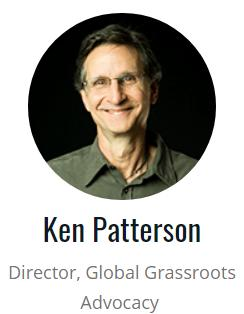 Ken Patterson
Director, Global Grassroots
Advocacy